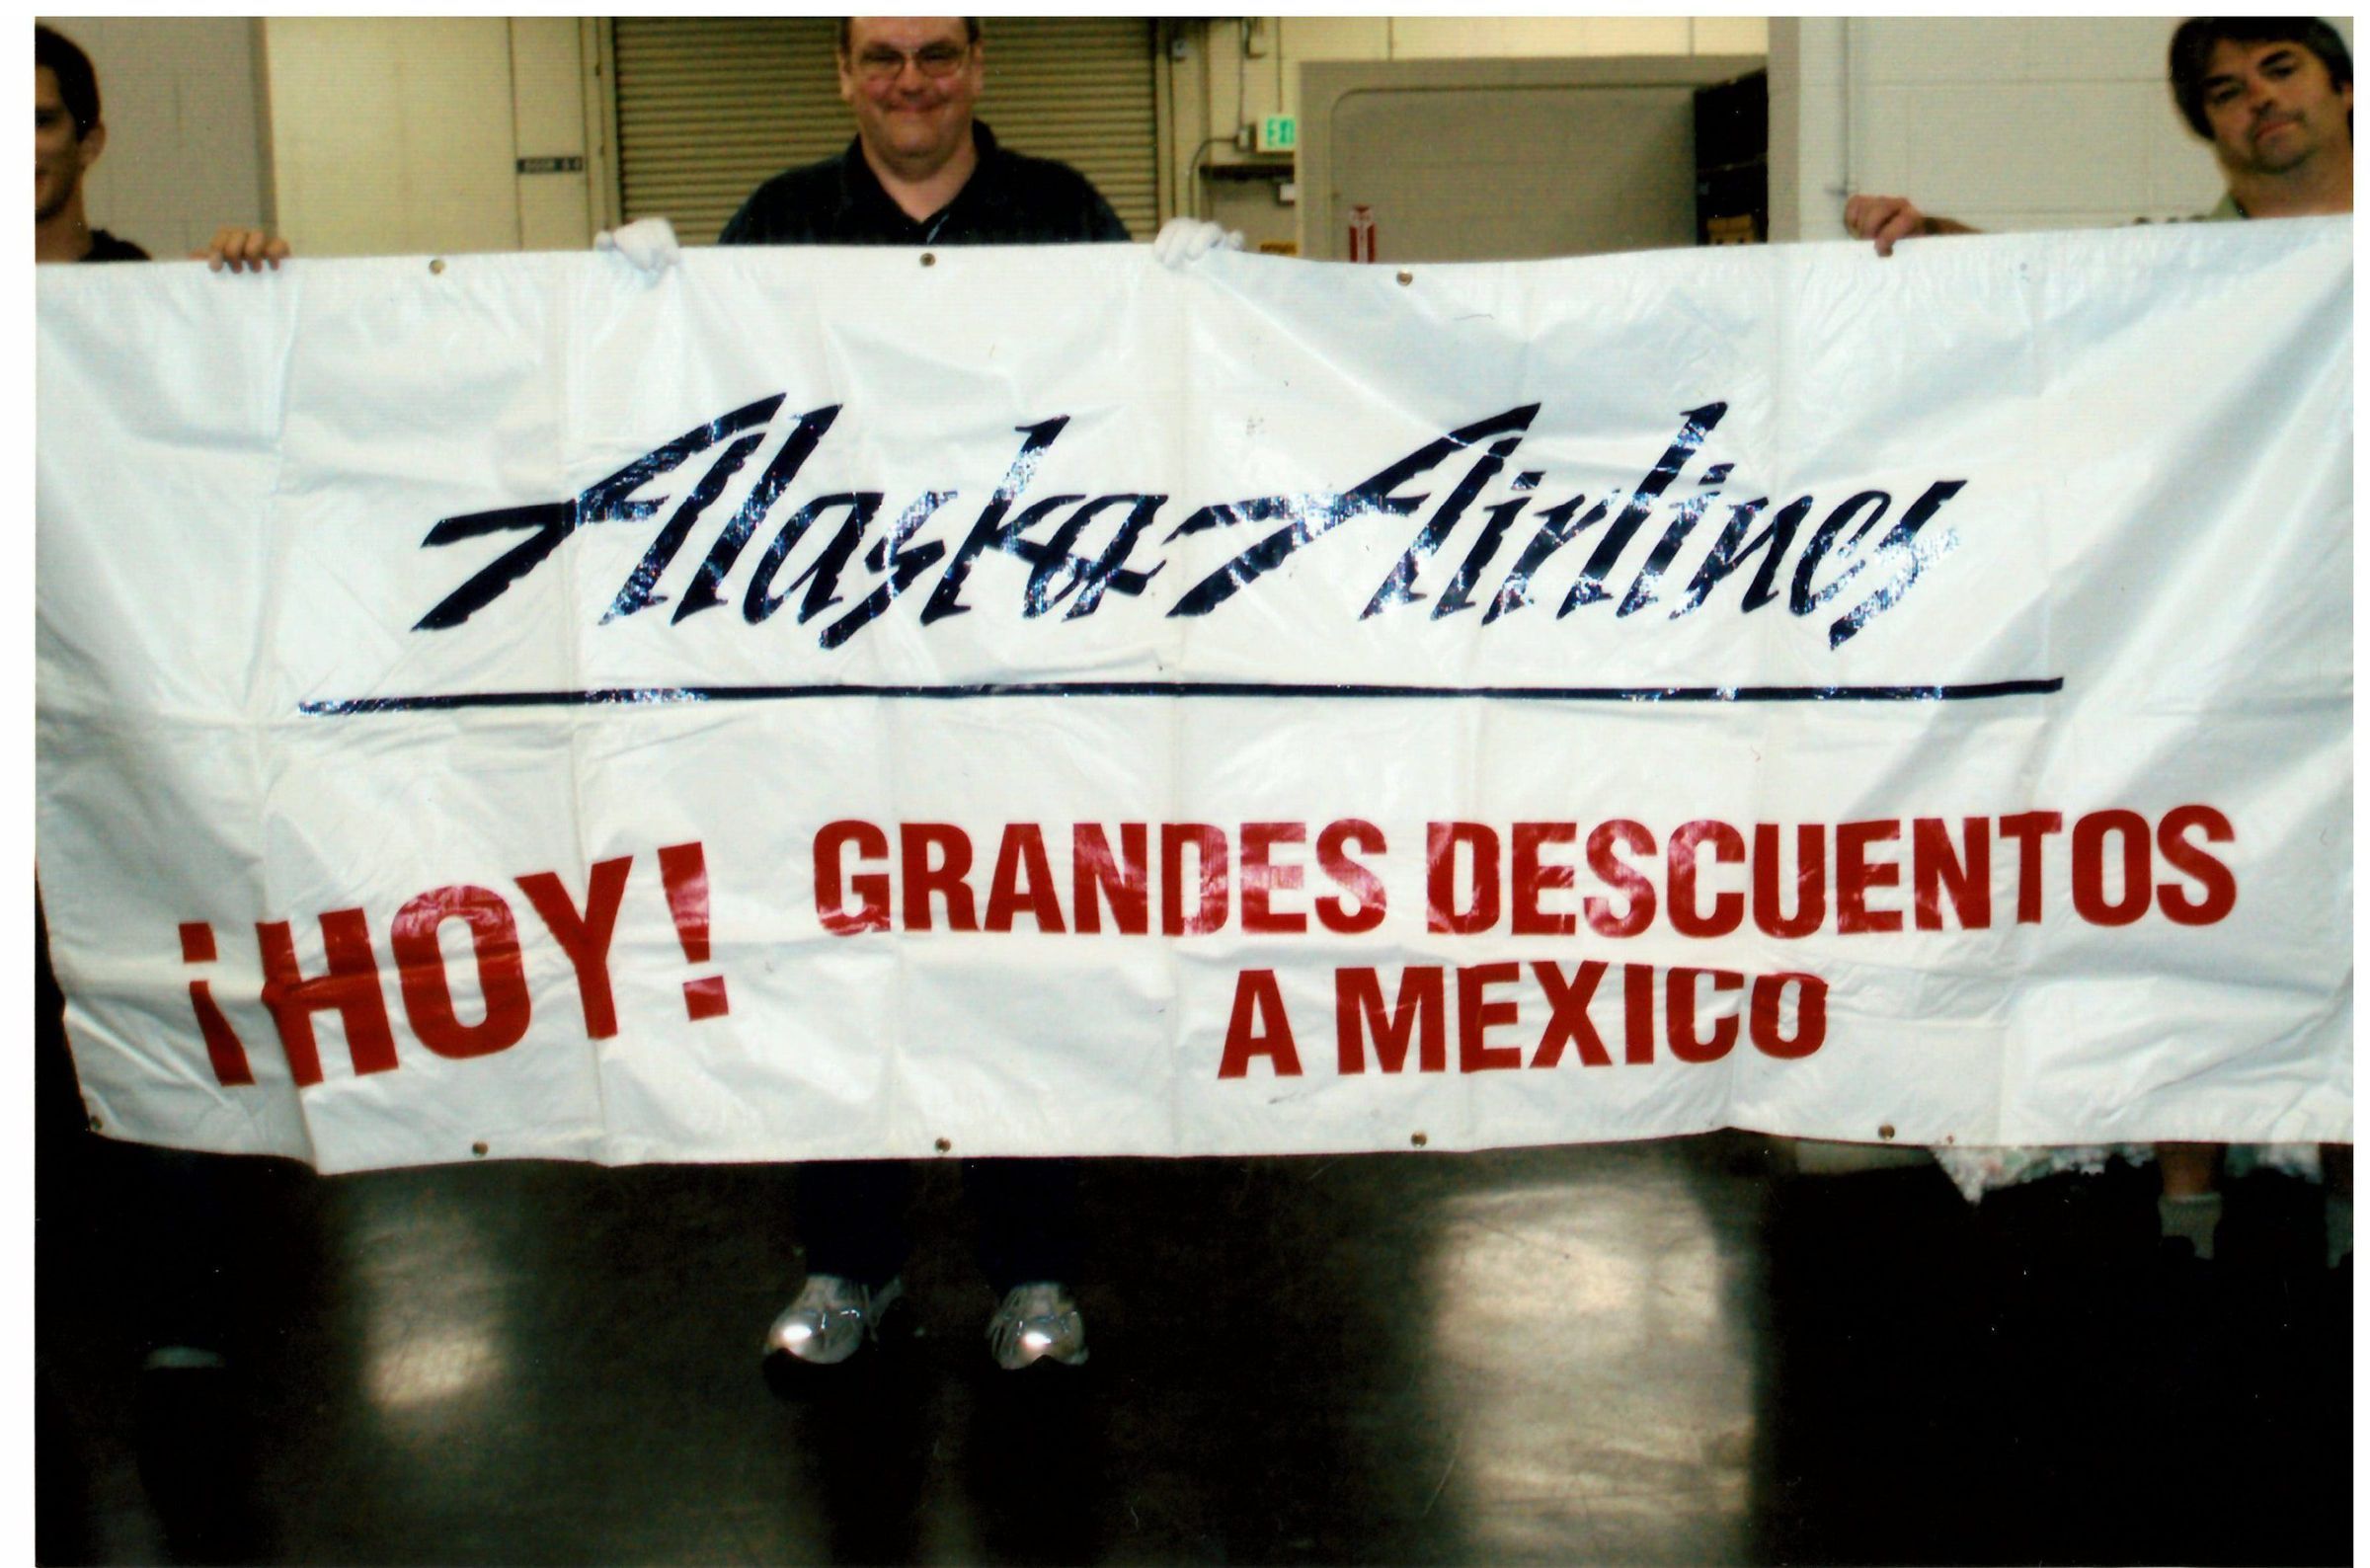 Alaska Airlines
¡HOY!
GRANDES DESCUENTOS
A MEXICO